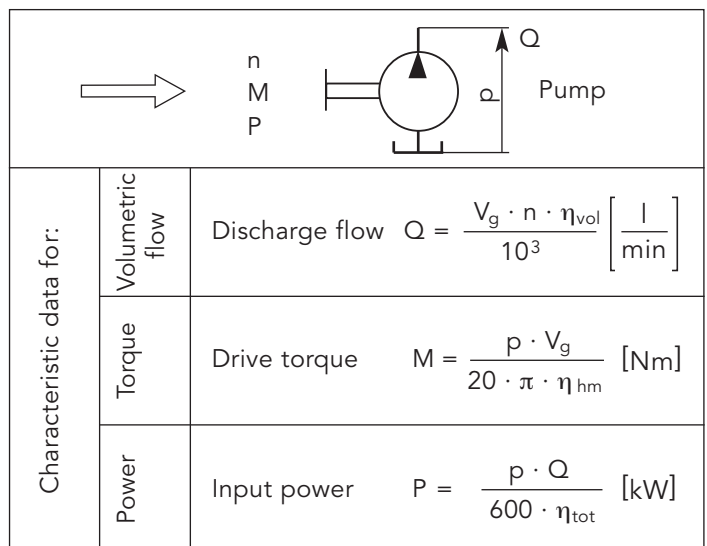 n
M
P
Q
p
Pump
Characteristic data for:
Volumetric
flow
Discharge flow Q = V_g · n · η_vol / 10³ [l / min]
Torque
Drive torque M = p · V_g / 20 · π · η_hm [Nm]
Power
Input power P = p · Q / 600 · η_tot [kW]